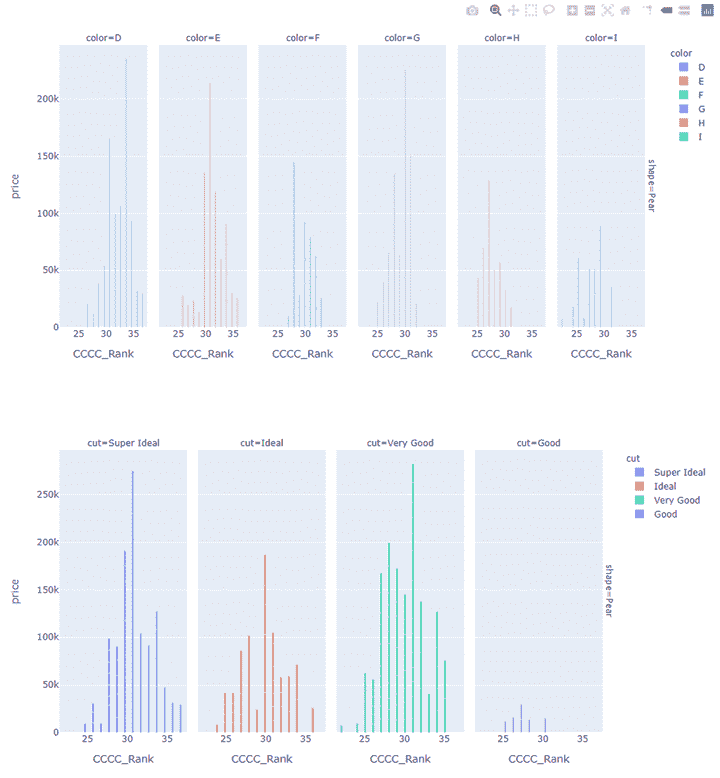 color=D color=E color=F color=G color=H color=I
color
D
E
F
G
H
I
200k
150k
100k
50k
0
price
shape=Pear
25 30 35 25 30 35 25 30 35 25 30 35 25 30 35 25 30 35
CCCC_Rank CCCC_Rank CCCC_Rank CCCC_Rank CCCC_Rank CCCC_Rank
cut=Super Ideal cut=Ideal cut=Very Good cut=Good
cut
Super Ideal
Ideal
Very Good
Good
250k
200k
150k
100k
50k
0
price
shape=Pear
25 30 35 25 30 35 25 30 35 25 30 35
CCCC_Rank CCCC_Rank CCCC_Rank CCCC_Rank